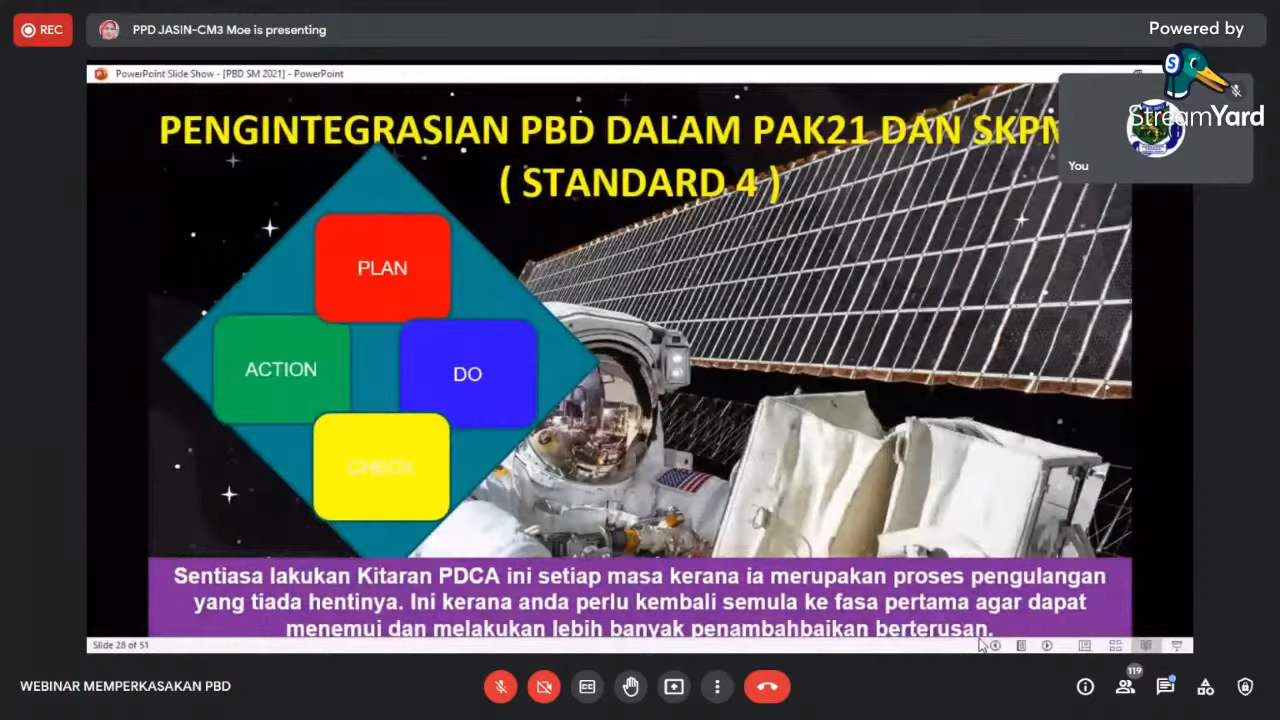 REC
PPD JASIN-CM3 Moe is presenting
Powered by
StreamYard
PowerPoint Slide Show - [PBD SM 2021] - PowerPoint
You
PENGINTEGRASIAN PBD DALAM PAK21 DAN
( STANDARD 4 )
PLAN
ACTION
DO
CHECK
Sentiasa lakukan Kitaran PDCA ini setiap masa kerana ia merupakan proses pengulangan
yang tiada hentinya. Ini kerana anda perlu kembali semula ke fasa pertama agar dapat
menemui dan melakukan lebih banyak penambahbaikan berterusan.
Slide 28 of 51
WEBINAR MEMPERKASAKAN PBD
119